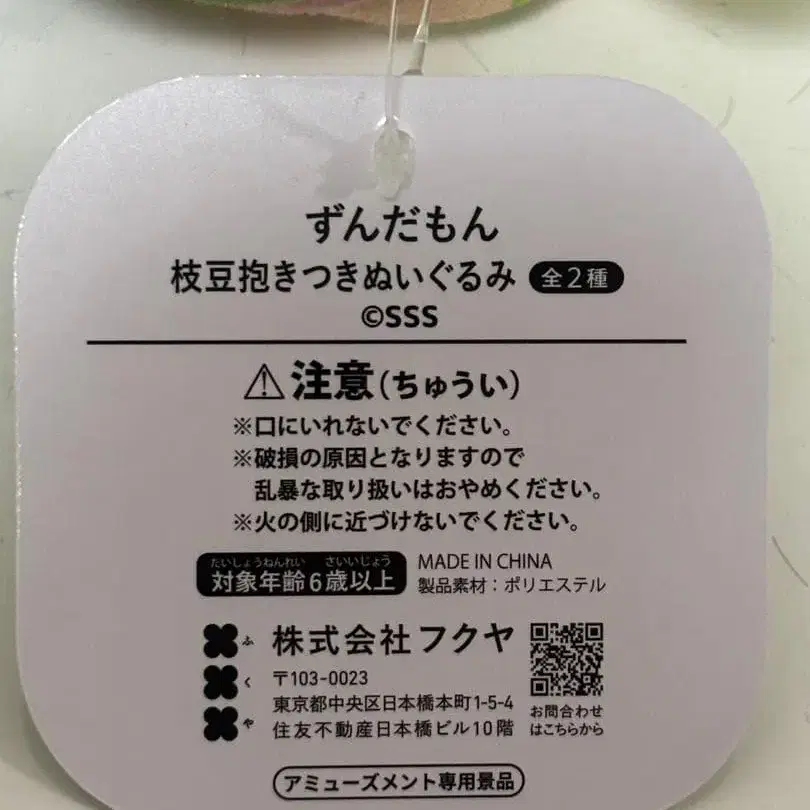 ずんだもん
枝豆抱きつきぬいぐるみ 全2種
©SSS
⚠注意(ちゅうい)
※口にいれないでください。
※破損の原因となりますので
乱暴な取り扱いはおやめください。
※火の側に近づけないでください。
たいしょうねんれい さいいじょう
対象年齢6歳以上
MADE IN CHINA
製品素材：ポリエステル
ふくや
株式会社フクヤ
〒103-0023
東京都中央区日本橋本町1-5-4
住友不動産日本橋ビル10階
お問合わせ
はこちらから
アミューズメント専用景品